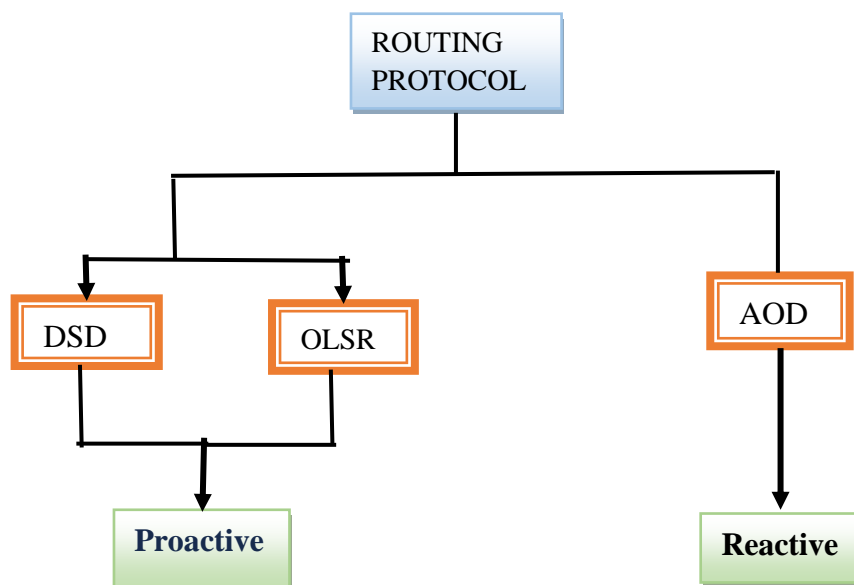 ROUTING
PROTOCOL
DSD
OLSR
AOD
Proactive
Reactive